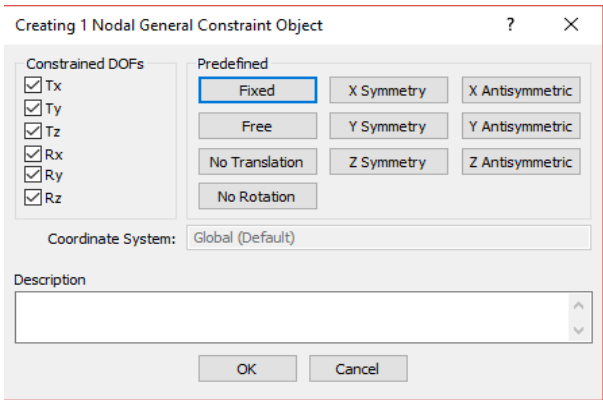 Creating 1 Nodal General Constraint Object ?
Constrained DOFs
Tx
Ty
Tz
Rx
Ry
Rz
Predefined
Fixed X Symmetry X Antisymmetric
Free Y Symmetry Y Antisymmetric
No Translation Z Symmetry Z Antisymmetric
No Rotation
Coordinate System: Global (Default)
Description
OK Cancel